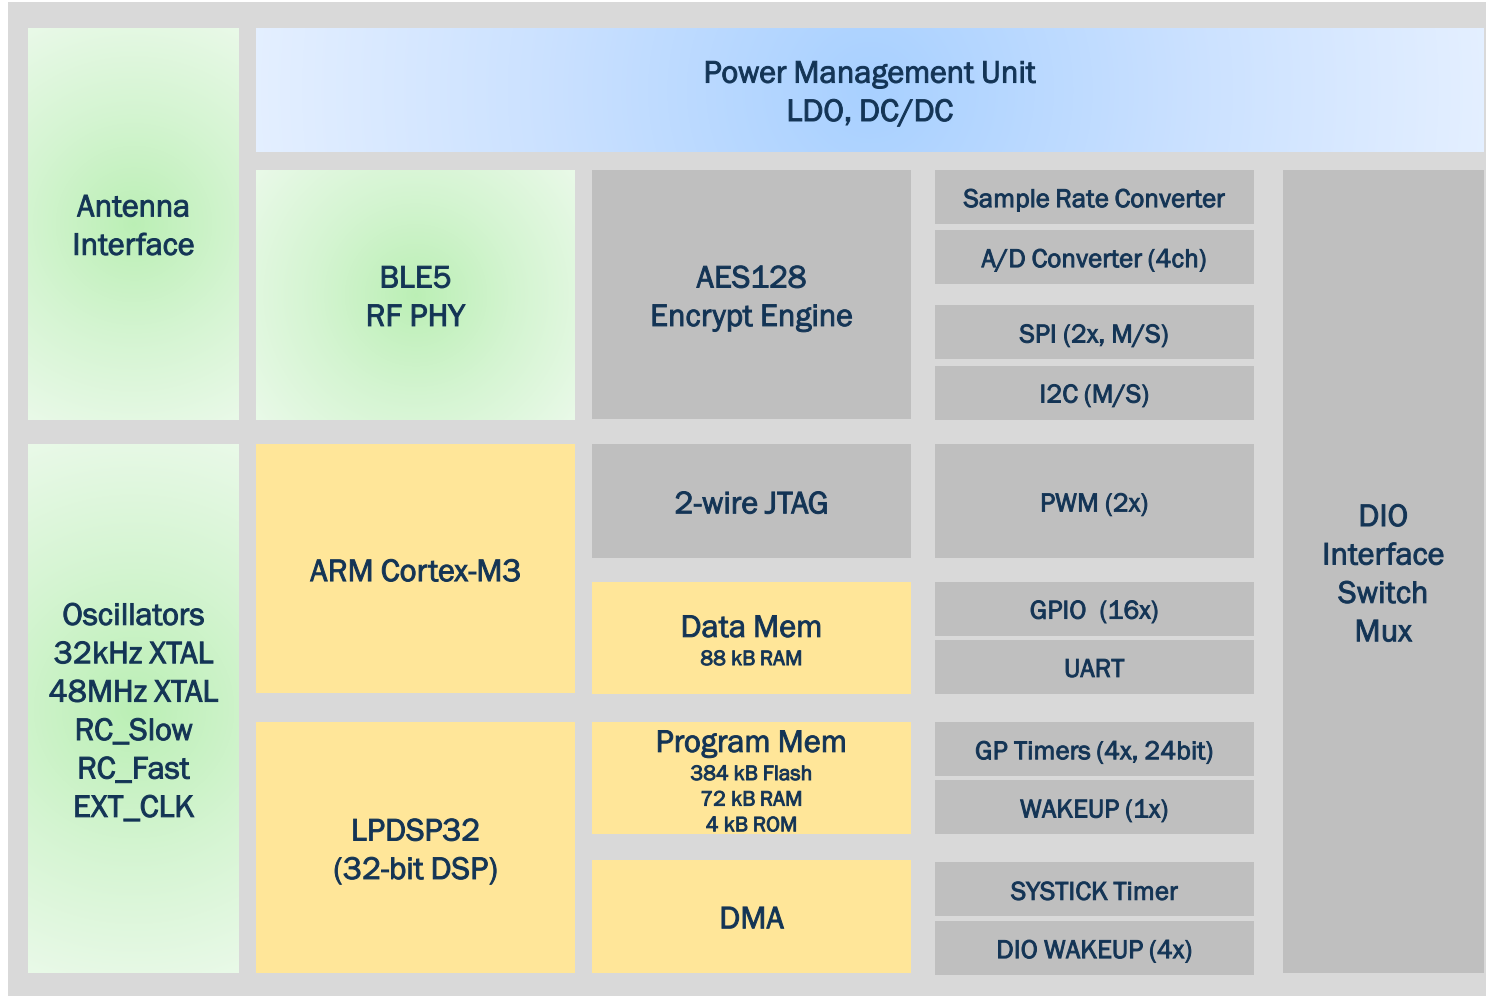 Power Management Unit
LDO, DC/DC
Antenna
Interface
BLE5
RF PHY
AES128
Encrypt Engine
Sample Rate Converter
A/D Converter (4ch)
SPI (2x, M/S)
I2C (M/S)
Oscillators
32kHz XTAL
48MHz XTAL
RC_Slow
RC_Fast
EXT_CLK
ARM Cortex-M3
LPDSP32
(32-bit DSP)
2-wire JTAG
Data Mem
88 kB RAM
Program Mem
384 kB Flash
72 kB RAM
4 kB ROM
DMA
PWM (2x)
GPIO (16x)
UART
GP Timers (4x, 24bit)
WAKEUP (1x)
SYSTICK Timer
DIO WAKEUP (4x)
DIO
Interface
Switch
Mux